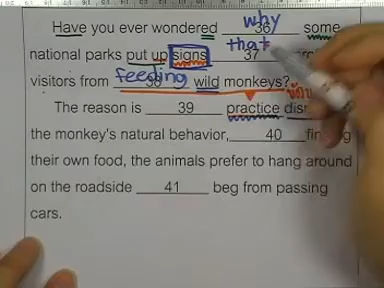 Have you ever wondered 36 why some
national parks put up signs 37 that
visitors from 38 feeding wild monkeys?
The reason is 39 practice
the monkey's natural behavior, 40
their own food, the animals prefer to hang around
on the roadside 41 beg from passing
cars.